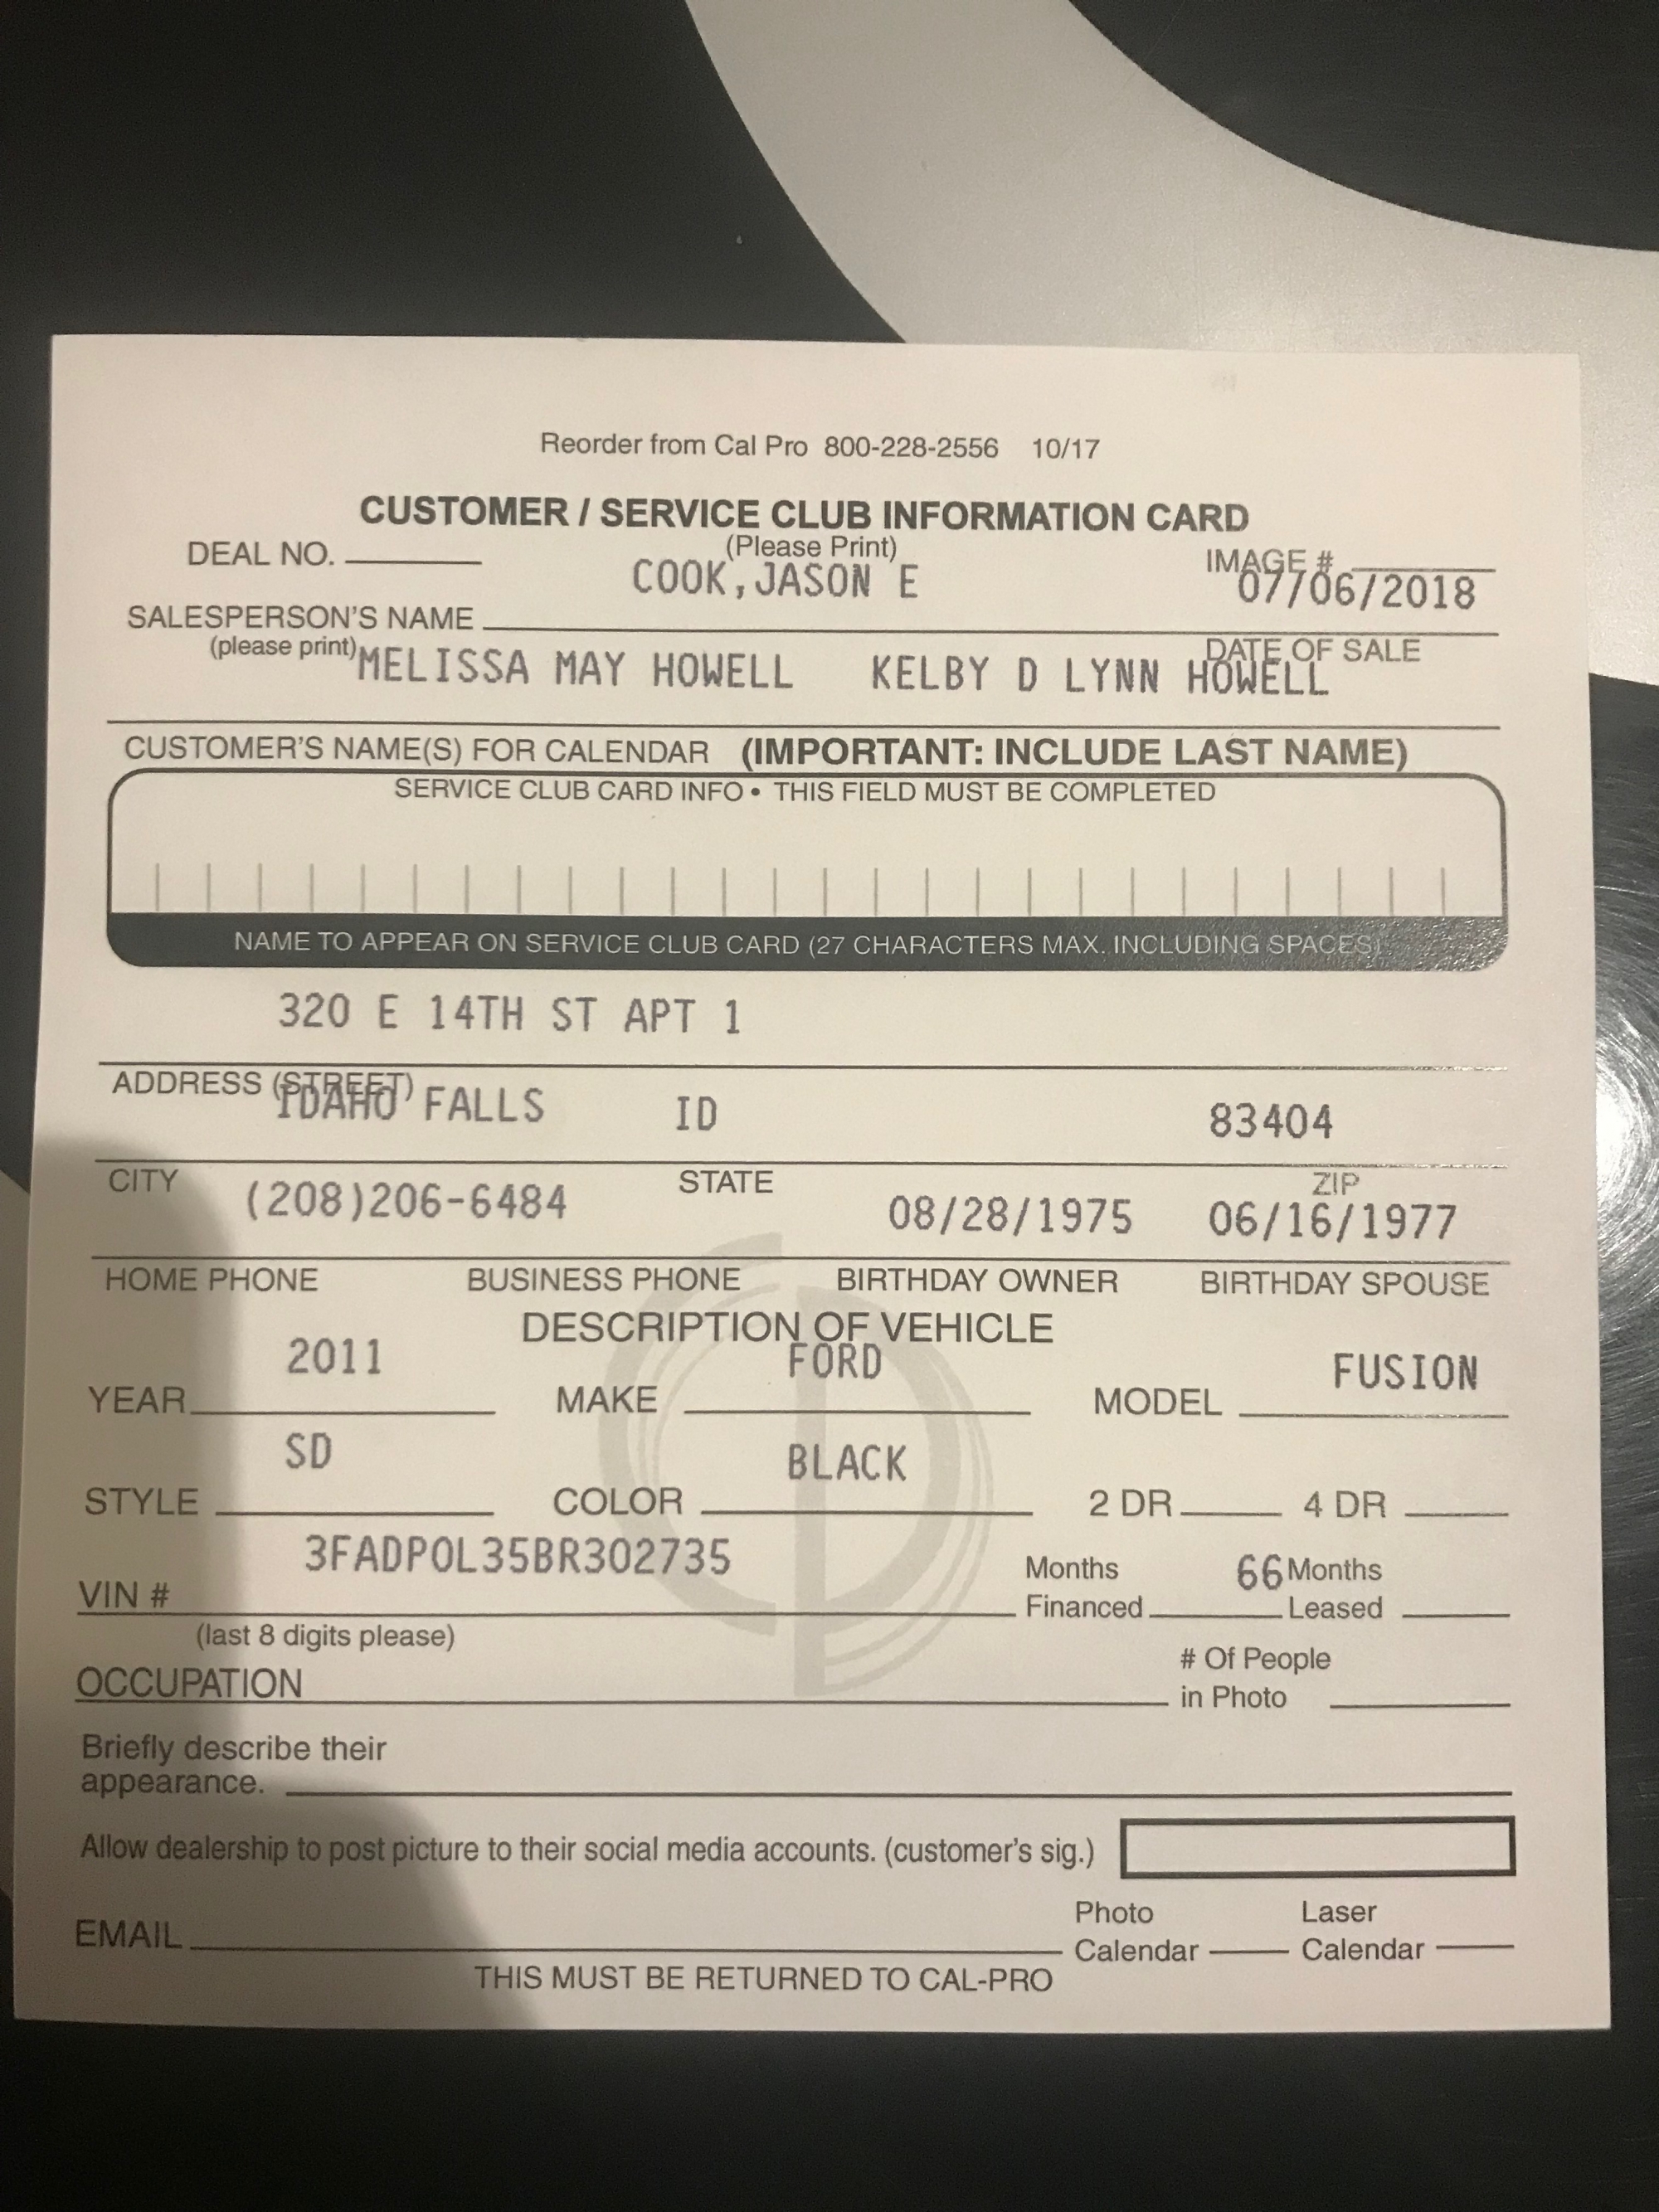 Reorder from Cal Pro 800-228-2556 10/17
CUSTOMER / SERVICE CLUB INFORMATION CARD
(Please Print)
DEAL NO.
IMAGE #
COOK,JASON E
07/06/2018
SALESPERSON'S NAME
(please print)
DATE OF SALE
MELISSA MAY HOWELL KELBY D LYNN HOWELL
CUSTOMER'S NAME(S) FOR CALENDAR (IMPORTANT: INCLUDE LAST NAME)
SERVICE CLUB CARD INFO • THIS FIELD MUST BE COMPLETED
NAME TO APPEAR ON SERVICE CLUB CARD (27 CHARACTERS MAX. INCLUDING SPACES)
320 E 14TH ST APT 1
ADDRESS (STREET)
IDAHO FALLS ID 83404
CITY STATE ZIP
(208)206-6484 08/28/1975 06/16/1977
HOME PHONE BUSINESS PHONE BIRTHDAY OWNER BIRTHDAY SPOUSE
DESCRIPTION OF VEHICLE
2011 FORD FUSION
YEAR MAKE MODEL
SD BLACK
STYLE COLOR 2 DR 4 DR
3FADP0L35BR302735
VIN #
(last 8 digits please)
Months Financed 66 Months Leased
OCCUPATION
# Of People in Photo
Briefly describe their
appearance.
Allow dealership to post picture to their social media accounts. (customer's sig.)
EMAIL
Photo Calendar Laser Calendar
THIS MUST BE RETURNED TO CAL-PRO